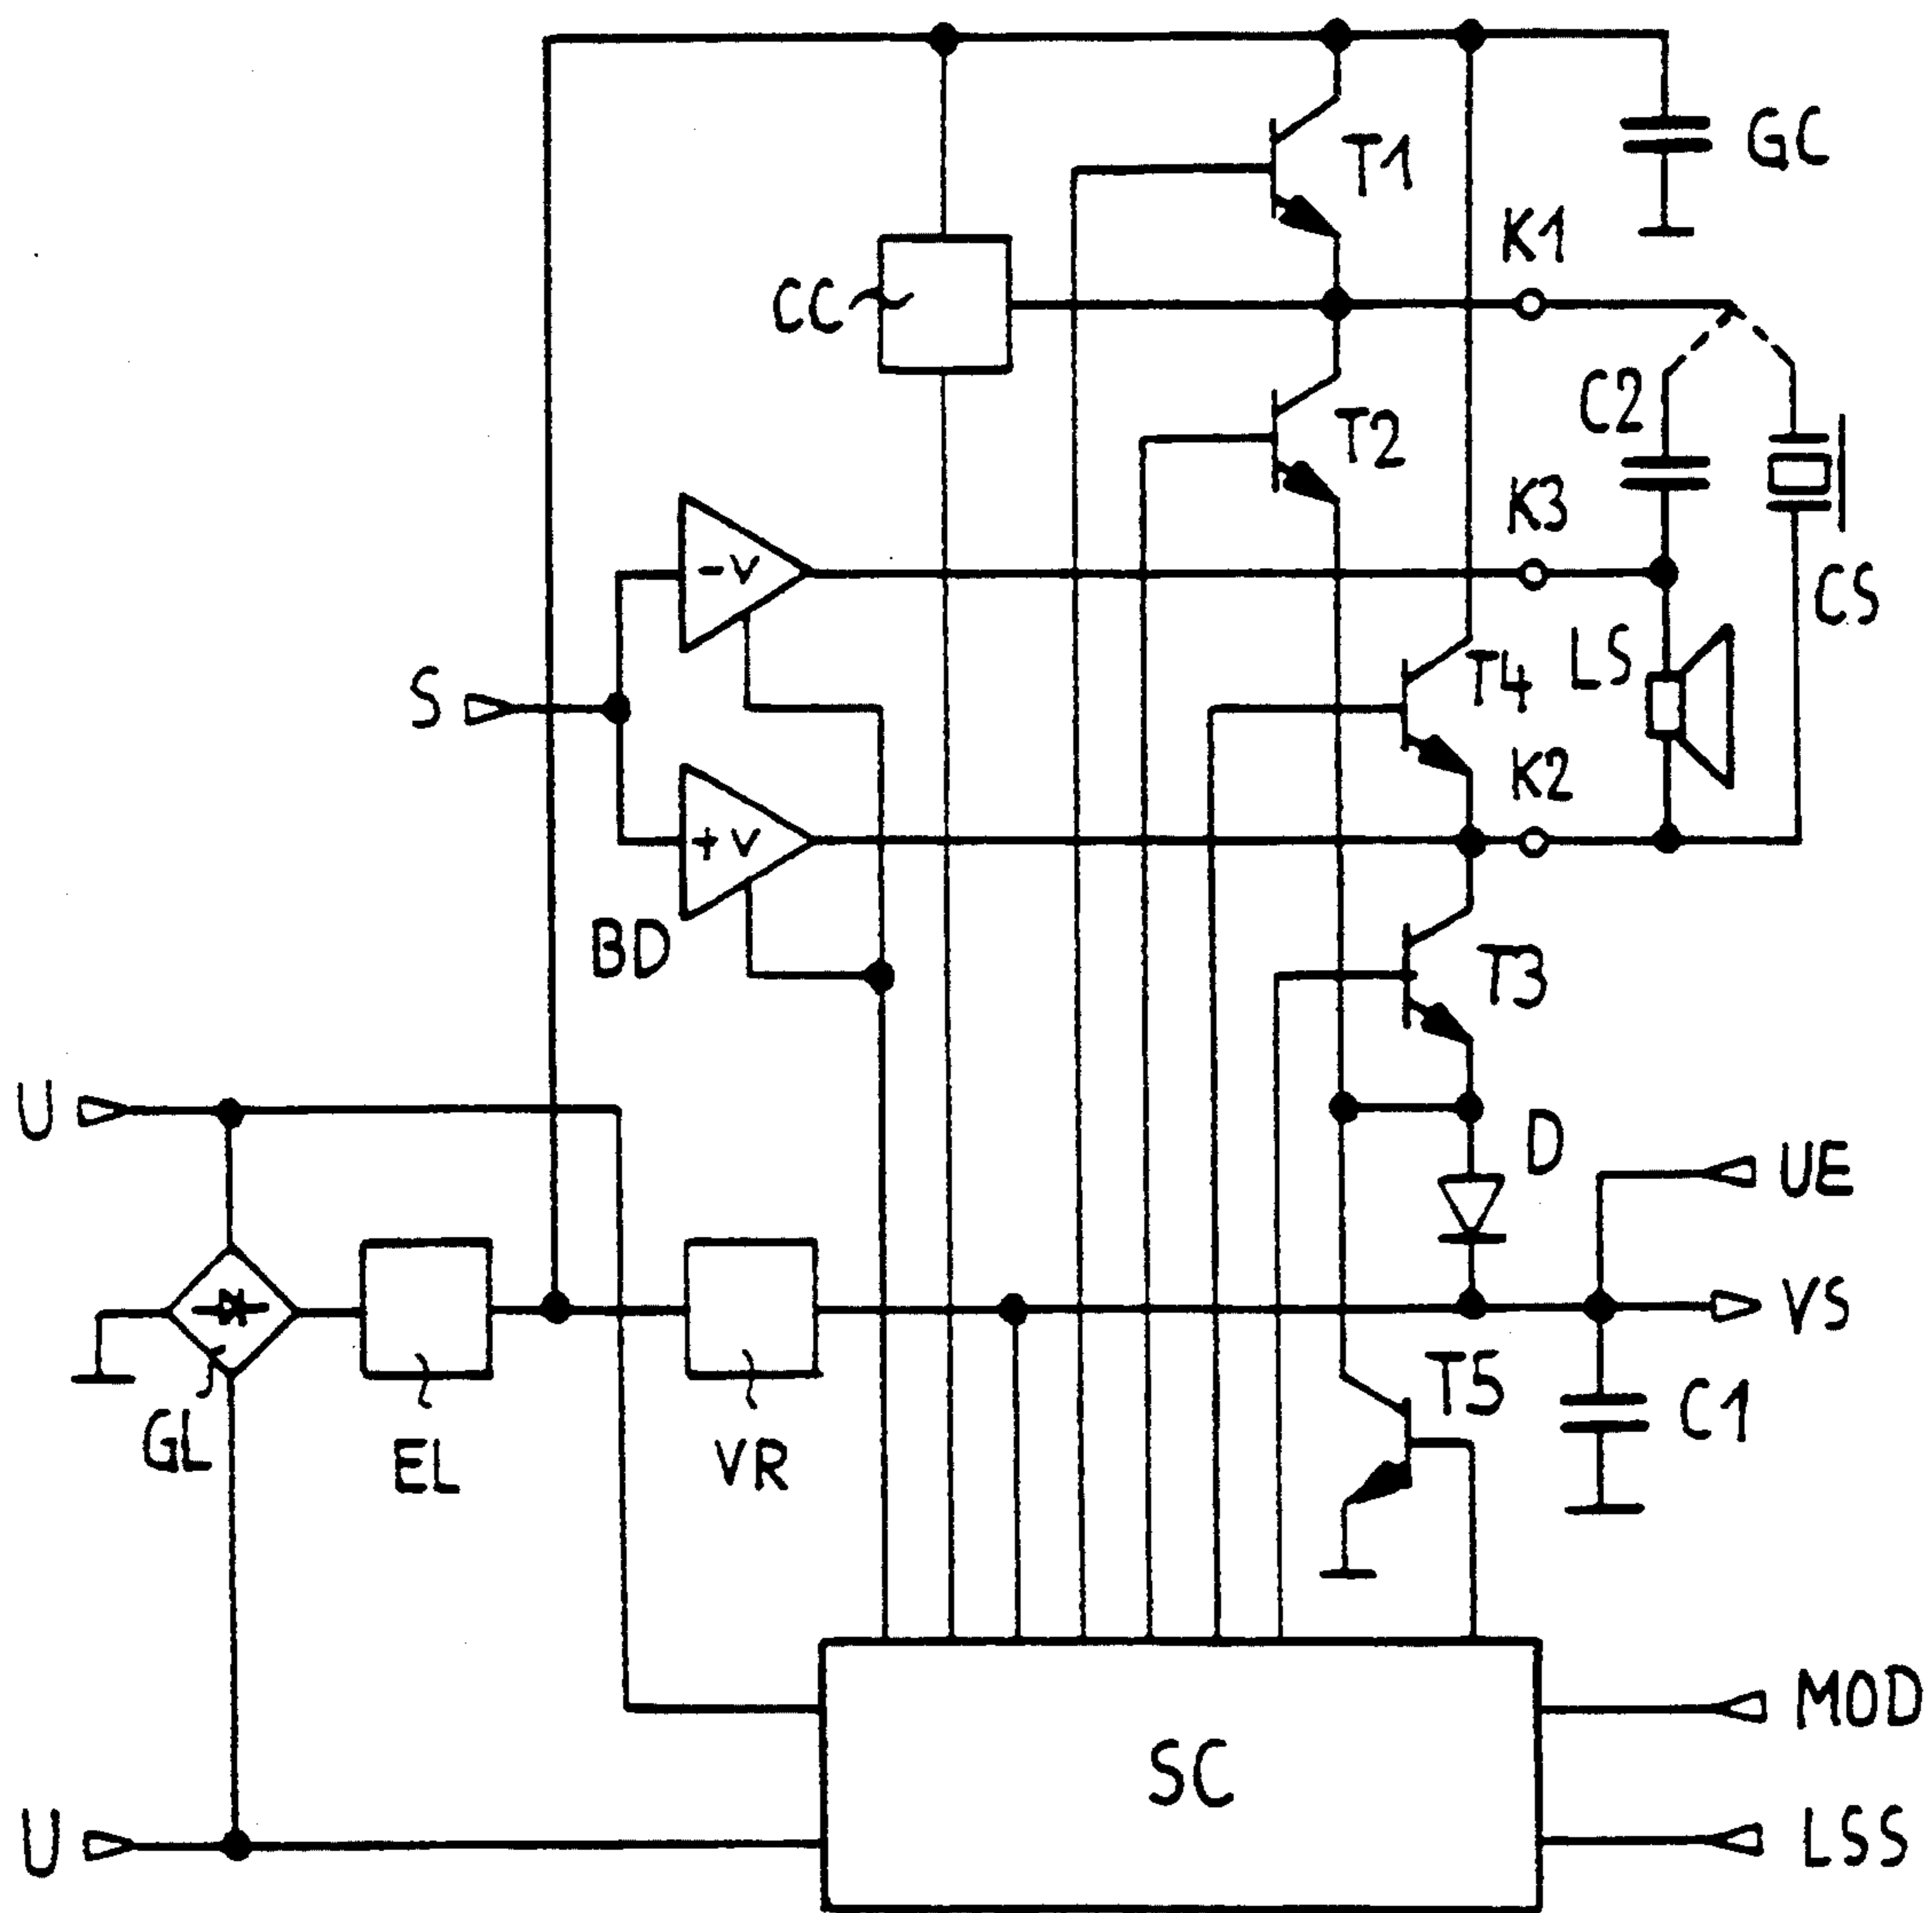 GC
T1
K1
CC
C2
T2
K3
-V
CS
LS
T4
S
K2
+V
BD
T3
U
D
UE
VS
T5
C1
GL
EL
VR
MOD
SC
U
LSS